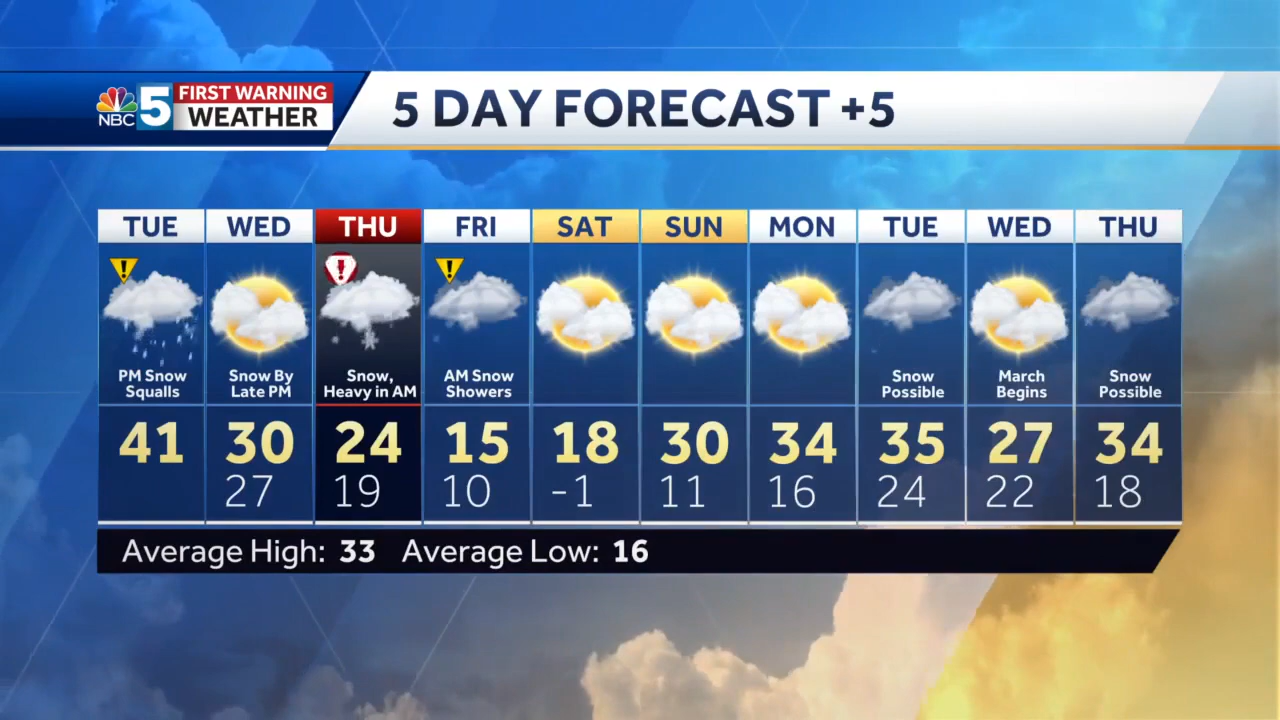 NBC 5 FIRST WARNING
WEATHER
5 DAY FORECAST +5
TUE WED THU FRI SAT SUN MON TUE WED THU
! ! !
PM Snow Snow By Snow, AM Snow Snow March Snow
Squalls Late PM Heavy in AM Showers Possible Begins Possible
41 30 24 15 18 30 34 35 27 34
27 19 10 -1 11 16 24 22 18
Average High: 33 Average Low: 16